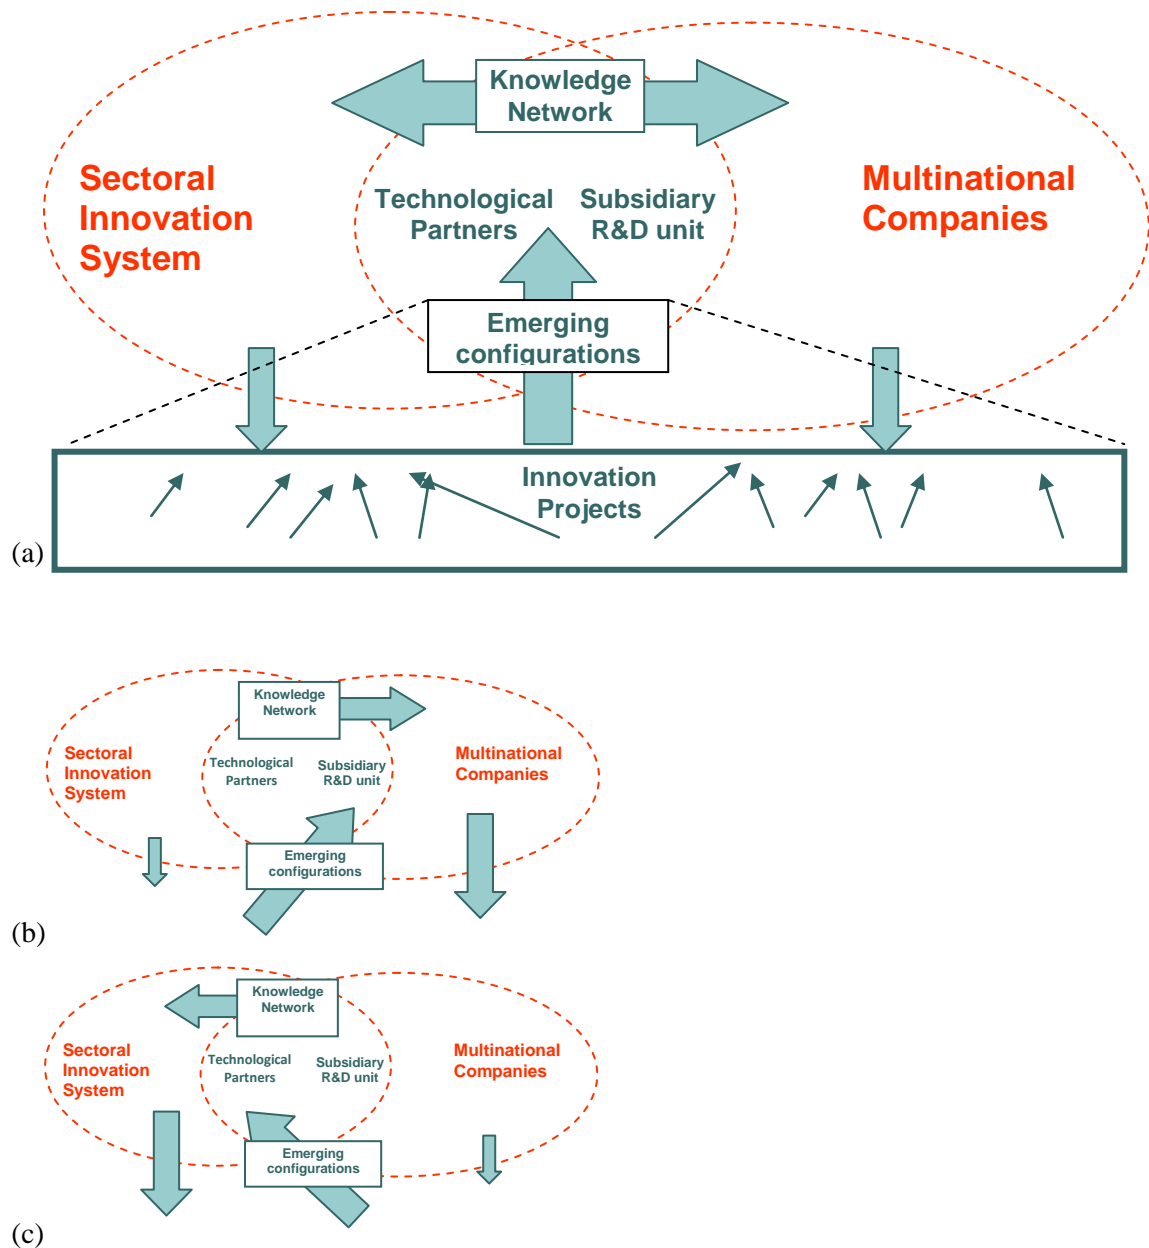 Knowledge
Network
Sectoral
Innovation
System
Technological
Partners
Subsidiary
R&D unit
Multinational
Companies
Emerging
configurations
Innovation
Projects
(a)
Knowledge
Network
Sectoral
Innovation
System
Technological
Partners
Subsidiary
R&D unit
Multinational
Companies
Emerging
configurations
(b)
Knowledge
Network
Sectoral
Innovation
System
Technological
Partners
Subsidiary
R&D unit
Multinational
Companies
Emerging
configurations
(c)